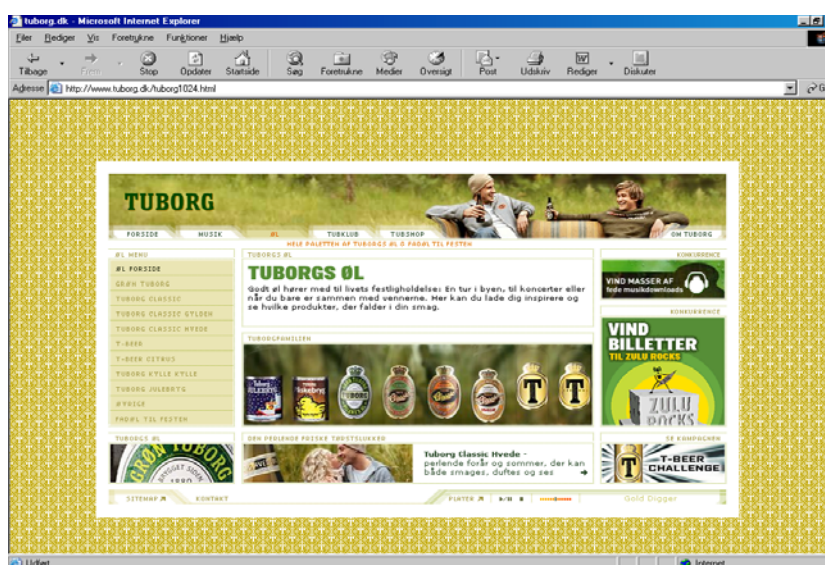 tuborg.dk - Microsoft Internet Explorer
Filer Rediger Vis Foretrukne Funktioner Hjælp
Tilbage Frem Stop Opdater Startside Søg Foretrukne Medier Oversigt Post Udskriv Rediger Diskuter
Adresse http://www.tuborg.dk/tuborg1024.html
TUBORG
FORSIDE MUSIK ØL TUBKLUB TUBSHOP OM TUBORG
HELE PALETTEN AF TUBORGS ØL & FADØL TIL FESTEN
ØL MENU
ØL FORSIDE
GRØN TUBORG
TUBORG CLASSIC
TUBORG CLASSIC GYLDEN
TUBORG CLASSIC HVEDE
T-BEER
T-BEER CITRUS
TUBORG KYLLE KYLLE
TUBORG JULEBRYG
ØVRIGE
FADØL TIL FESTEN
TUBORGS ØL
TUBORGS ØL
Godt øl hører med til livets festligholdelse: En tur i byen, til koncerter eller
når du bare er sammen med vennerne. Her kan du lade dig inspirere og
se hvilke produkter, der falder i din smag.
TUBORGFAMILIEN
JULEBRYG
T
T
KONKURRENCE
VIND MASSER AF
fede musikdownloads
KONKURRENCE
VIND
BILLETTER
TIL ZULU ROCKS
ZULU
ROCKS
TUBORGS ØL
GRØN TUBORG
BRYGGET SIDEN
1880
DEN PERLENDE FRISKE TØRSTSLUKKER
Tuborg Classic Hvede -
perlende forår og sommer, der kan
både smages, duftes og ses
SE KAMPAGNEN
T
T-BEER
CHALLENGE
SITEMAP KONTAKT PLAYER Gold Digger
Udført Internet